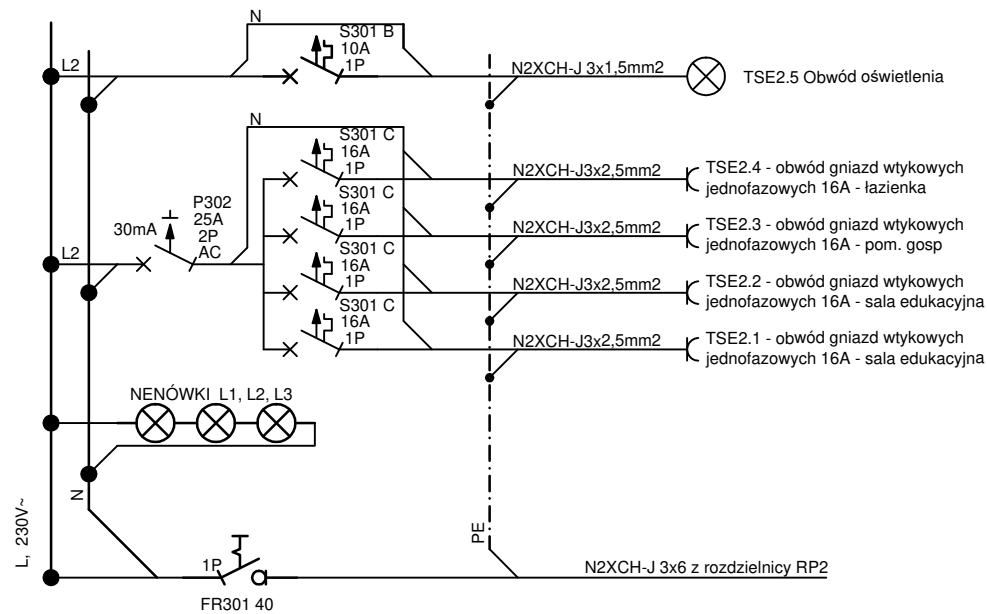 N
S301 B
10A
1P
L2
N2XCH-J 3x1,5mm2
TSE2.5 Obwód oświetlenia
N
S301 C
16A
1P
N2XCH-J3x2,5mm2
TSE2.4 - obwód gniazd wtykowych
jednofazowych 16A - łazienka
P302
25A
2P
AC
30mA
L2
S301 C
16A
1P
N2XCH-J3x2,5mm2
TSE2.3 - obwód gniazd wtykowych
jednofazowych 16A - pom. gosp
S301 C
16A
1P
N2XCH-J3x2,5mm2
TSE2.2 - obwód gniazd wtykowych
jednofazowych 16A - sala edukacyjna
S301 C
16A
1P
N2XCH-J3x2,5mm2
TSE2.1 - obwód gniazd wtykowych
jednofazowych 16A - sala edukacyjna
NENÓWKI L1, L2, L3
N
L, 230V~
PE
1P
FR301 40
N2XCH-J 3x6 z rozdzielnicy RP2